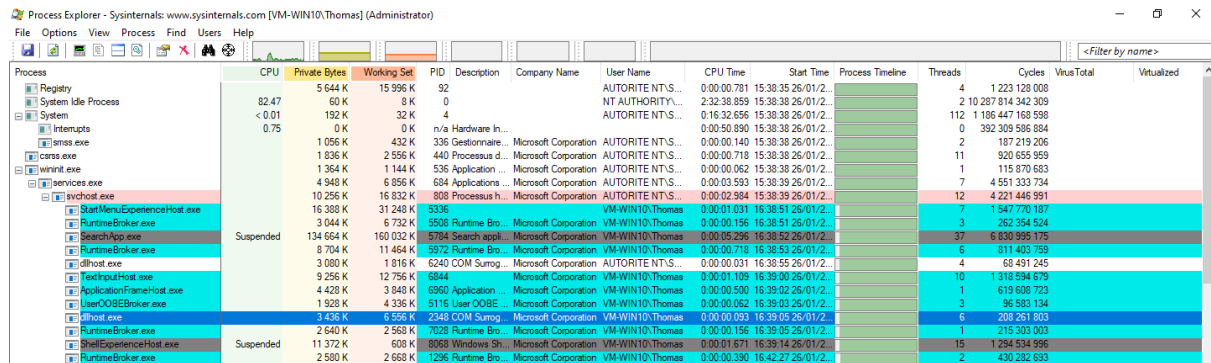 Process Explorer - Sysinternals: www.sysinternals.com [VM-WIN10\Thomas] (Administrator)
File Options View Process Find Users Help
<Filter by name>
Process CPU Private Bytes Working Set PID Description Company Name User Name CPU Time Start Time Process Timeline Threads Cycles VirusTotal Virtualized
Registry 5 644 K 15 996 K 92 AUTORITE NT\S... 0:00:00.781 15:38:35 26/01/2... 4 1 223 128 008
System Idle Process 82.47 60 K 8 K 0 NT AUTHORITY\... 2:32:38.859 15:38:38 26/01/2... 2 10 287 814 342 309
System < 0.01 192 K 32 K 4 AUTORITE NT\S... 0:16:32.656 15:38:38 26/01/2... 112 1 186 447 168 598
Interrupts 0.75 0 K 0 K n/a Hardware In... 0:00:50.890 15:38:38 26/01/2... 0 392 309 586 884
smss.exe 1 056 K 432 K 336 Gestionnaire... Microsoft Corporation AUTORITE NT\S... 0:00:00.140 15:38:38 26/01/2... 2 187 219 206
csrss.exe 1 836 K 2 556 K 440 Processus d... Microsoft Corporation AUTORITE NT\S... 0:00:00.718 15:38:38 26/01/2... 11 920 655 959
wininit.exe 1 364 K 1 144 K 536 Application ... Microsoft Corporation AUTORITE NT\S... 0:00:00.062 15:38:38 26/01/2... 1 115 870 683
services.exe 4 948 K 6 856 K 684 Applications ... Microsoft Corporation AUTORITE NT\S... 0:00:03.593 15:38:39 26/01/2... 7 4 551 333 734
svchost.exe 10 256 K 16 832 K 808 Processus h... Microsoft Corporation AUTORITE NT\S... 0:00:02.984 15:38:39 26/01/2... 12 4 221 446 991
StartMenuExperienceHost.exe 16 388 K 31 248 K 5336 VM-WIN10\Thomas 0:00:01.031 16:38:51 26/01/2... 7 1 547 770 187
RuntimeBroker.exe 3 044 K 6 732 K 5508 Runtime Bro... Microsoft Corporation VM-WIN10\Thomas 0:00:00.156 16:38:51 26/01/2... 3 262 354 524
SearchApp.exe Suspended 134 664 K 160 032 K 5784 Search appli... Microsoft Corporation VM-WIN10\Thomas 0:00:05.296 16:38:52 26/01/2... 37 6 830 995 175
RuntimeBroker.exe 8 704 K 11 464 K 5972 Runtime Bro... Microsoft Corporation VM-WIN10\Thomas 0:00:00.718 16:38:53 26/01/2... 6 811 403 759
dllhost.exe 3 080 K 1 816 K 6240 COM Surrog... Microsoft Corporation VM-WIN10\Thomas 0:00:00.031 16:38:55 26/01/2... 4 68 491 245
TextInputHost.exe 9 256 K 12 756 K 6844 VM-WIN10\Thomas 0:00:01.109 16:39:00 26/01/2... 10 1 318 594 679
ApplicationFrameHost.exe 4 428 K 3 848 K 6960 Application ... Microsoft Corporation VM-WIN10\Thomas 0:00:00.500 16:39:02 26/01/2... 1 619 608 723
UserOOBEBroker.exe 1 928 K 4 336 K 5116 User OOBE ... Microsoft Corporation VM-WIN10\Thomas 0:00:00.062 16:39:03 26/01/2... 3 96 583 134
dllhost.exe 3 436 K 6 556 K 2348 COM Surrog... Microsoft Corporation VM-WIN10\Thomas 0:00:00.093 16:39:05 26/01/2... 6 208 261 803
RuntimeBroker.exe 2 640 K 2 568 K 7028 Runtime Bro... Microsoft Corporation VM-WIN10\Thomas 0:00:00.156 16:39:05 26/01/2... 1 215 303 003
ShellExperienceHost.exe Suspended 11 372 K 608 K 8068 Windows Sh... Microsoft Corporation VM-WIN10\Thomas 0:00:01.671 16:39:14 26/01/2... 15 1 294 534 996
RuntimeBroker.exe 2 580 K 2 668 K 1296 Runtime Bro... Microsoft Corporation VM-WIN10\Thomas 0:00:00.390 16:42:27 26/01/2... 2 430 282 693